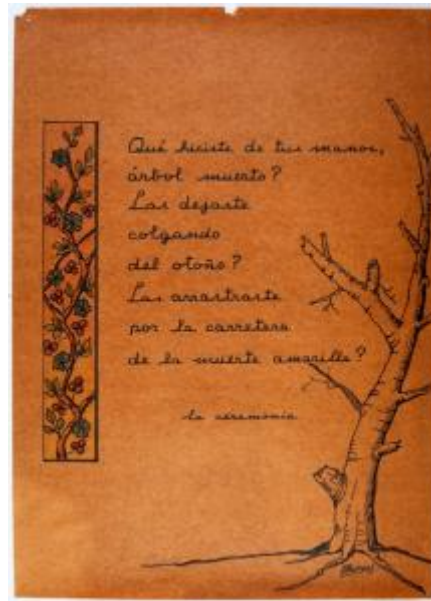 Qué hiciste de tus manos,
árbol muerto?
Las dejaste
colgando
del otoño?
Las arrastraste
por la carretera
de la muerte amarilla?
la ceremonia